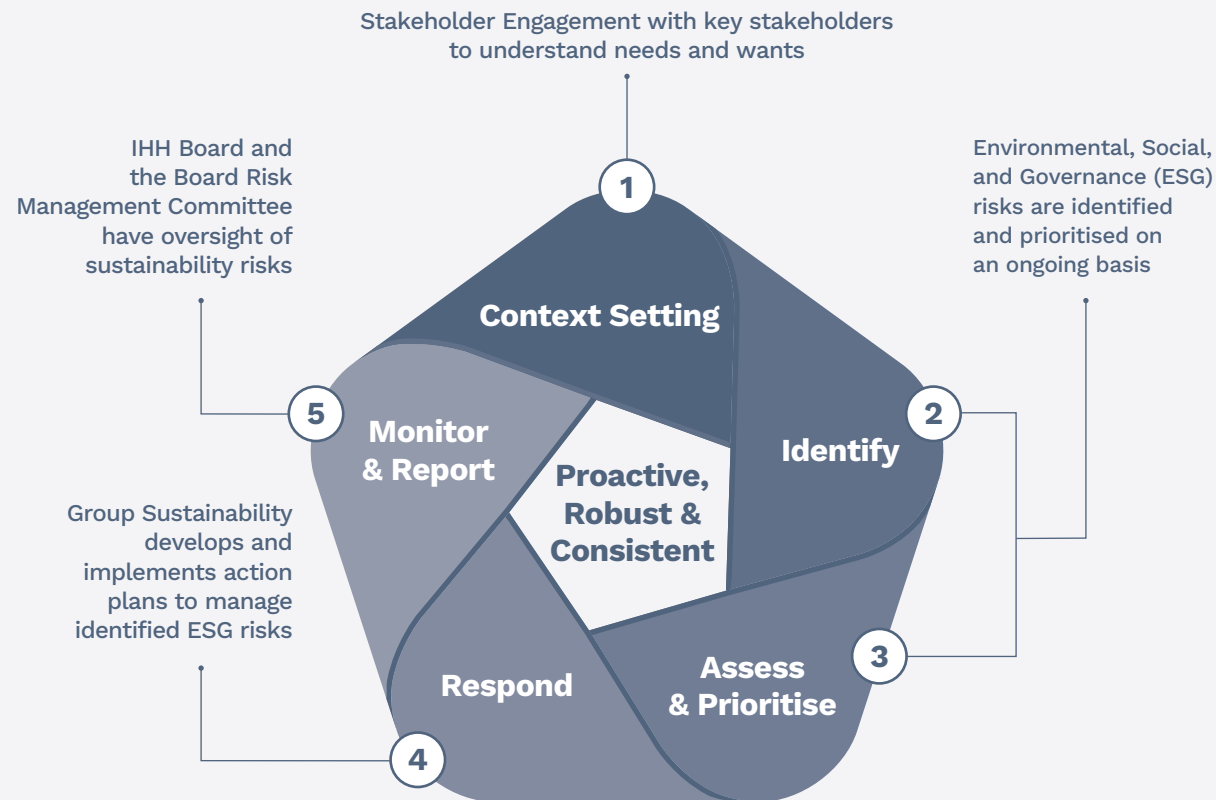 Stakeholder Engagement with key stakeholders
to understand needs and wants
1
Context Setting
Environmental, Social,
and Governance (ESG)
risks are identified
and prioritised on
an ongoing basis
2
Identify
3
Assess
& Prioritise
Group Sustainability
develops and
implements action
plans to manage
identified ESG risks
4
Respond
IHH Board and
the Board Risk
Management Committee
have oversight of
sustainability risks
5
Monitor
& Report
Proactive,
Robust &
Consistent